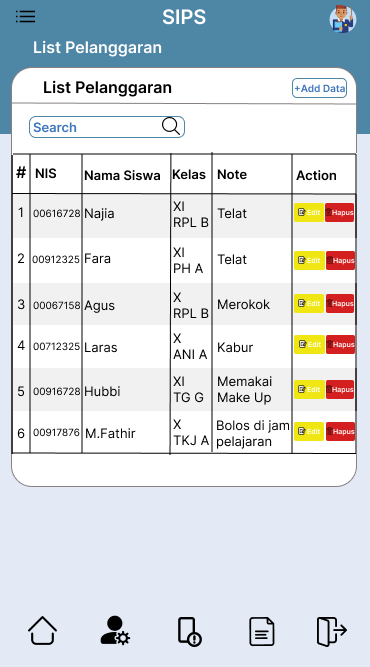 SIPS
List Pelanggaran
List Pelanggaran
+Add Data
Search
# NIS Nama Siswa Kelas Note Action
1 00616728 Najia XI RPL B Telat Edit Hapus
2 00912325 Fara XI PH A Telat Edit Hapus
3 00067158 Agus X RPL B Merokok Edit Hapus
4 00712325 Laras X ANI A Kabur Edit Hapus
5 00916728 Hubbi XI TG G Memakai Make Up Edit Hapus
6 00917876 M.Fathir X TKJ A Bolos di jam pelajaran Edit Hapus